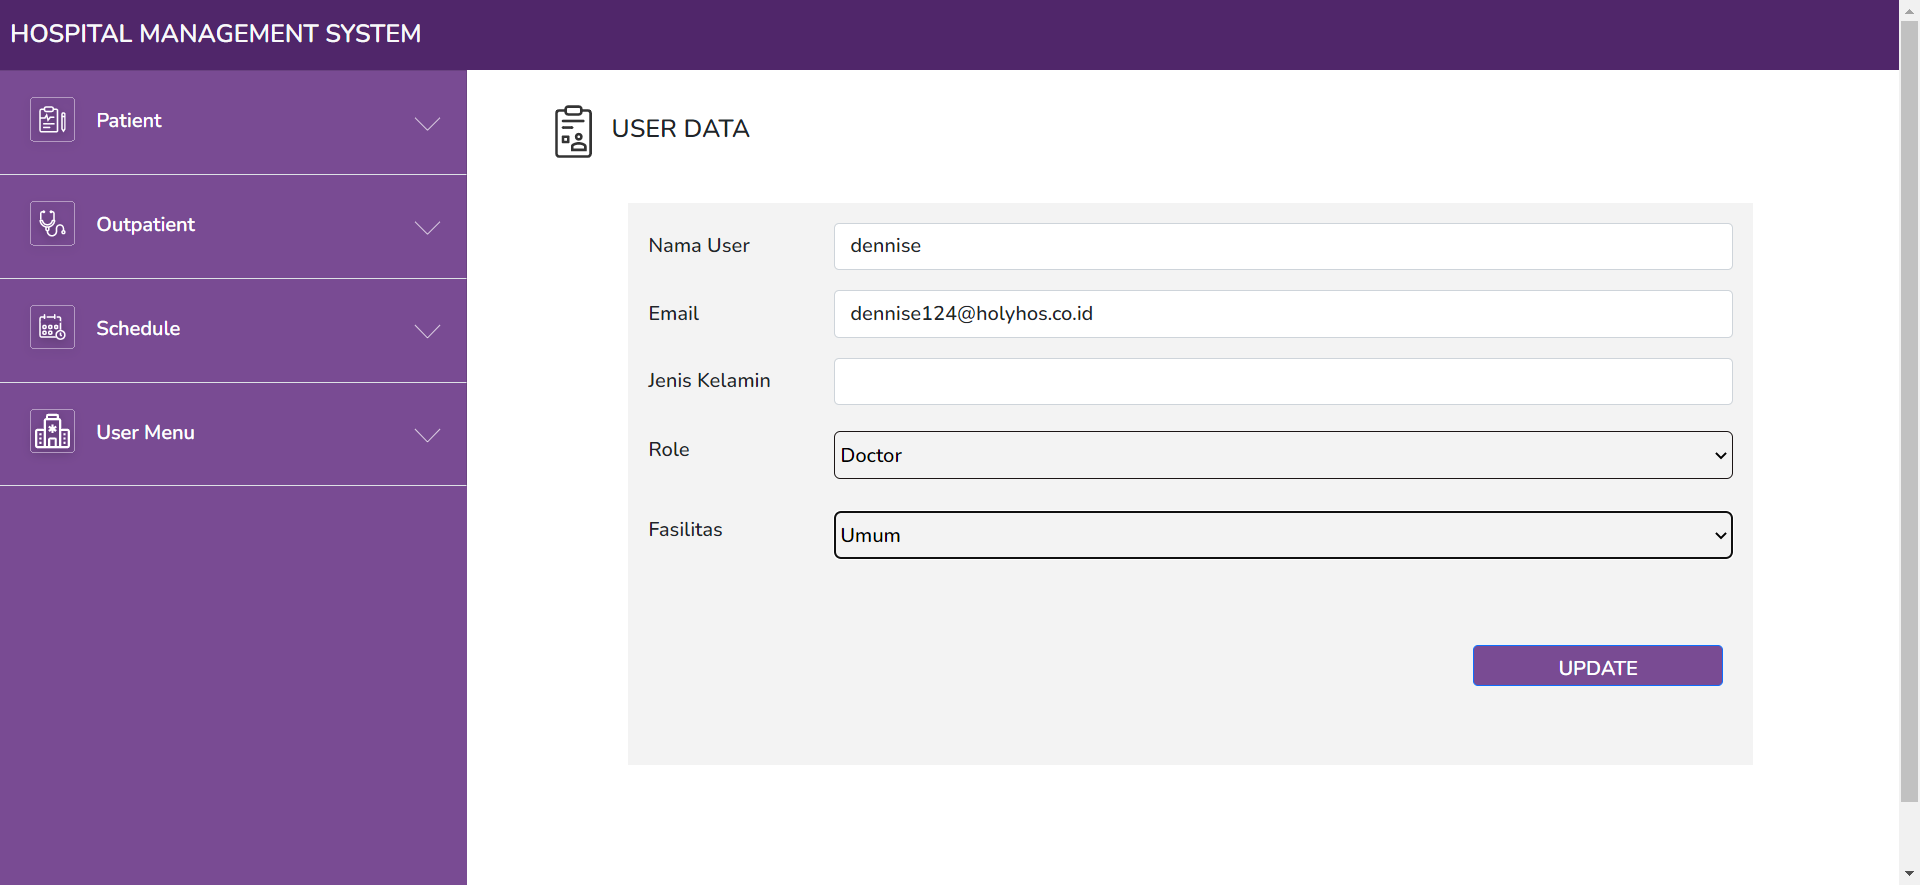 HOSPITAL MANAGEMENT SYSTEM
Patient
Outpatient
Schedule
User Menu
USER DATA
Nama User dennise
Email dennise124@holyhos.co.id
Jenis Kelamin
Role Doctor
Fasilitas Umum
UPDATE